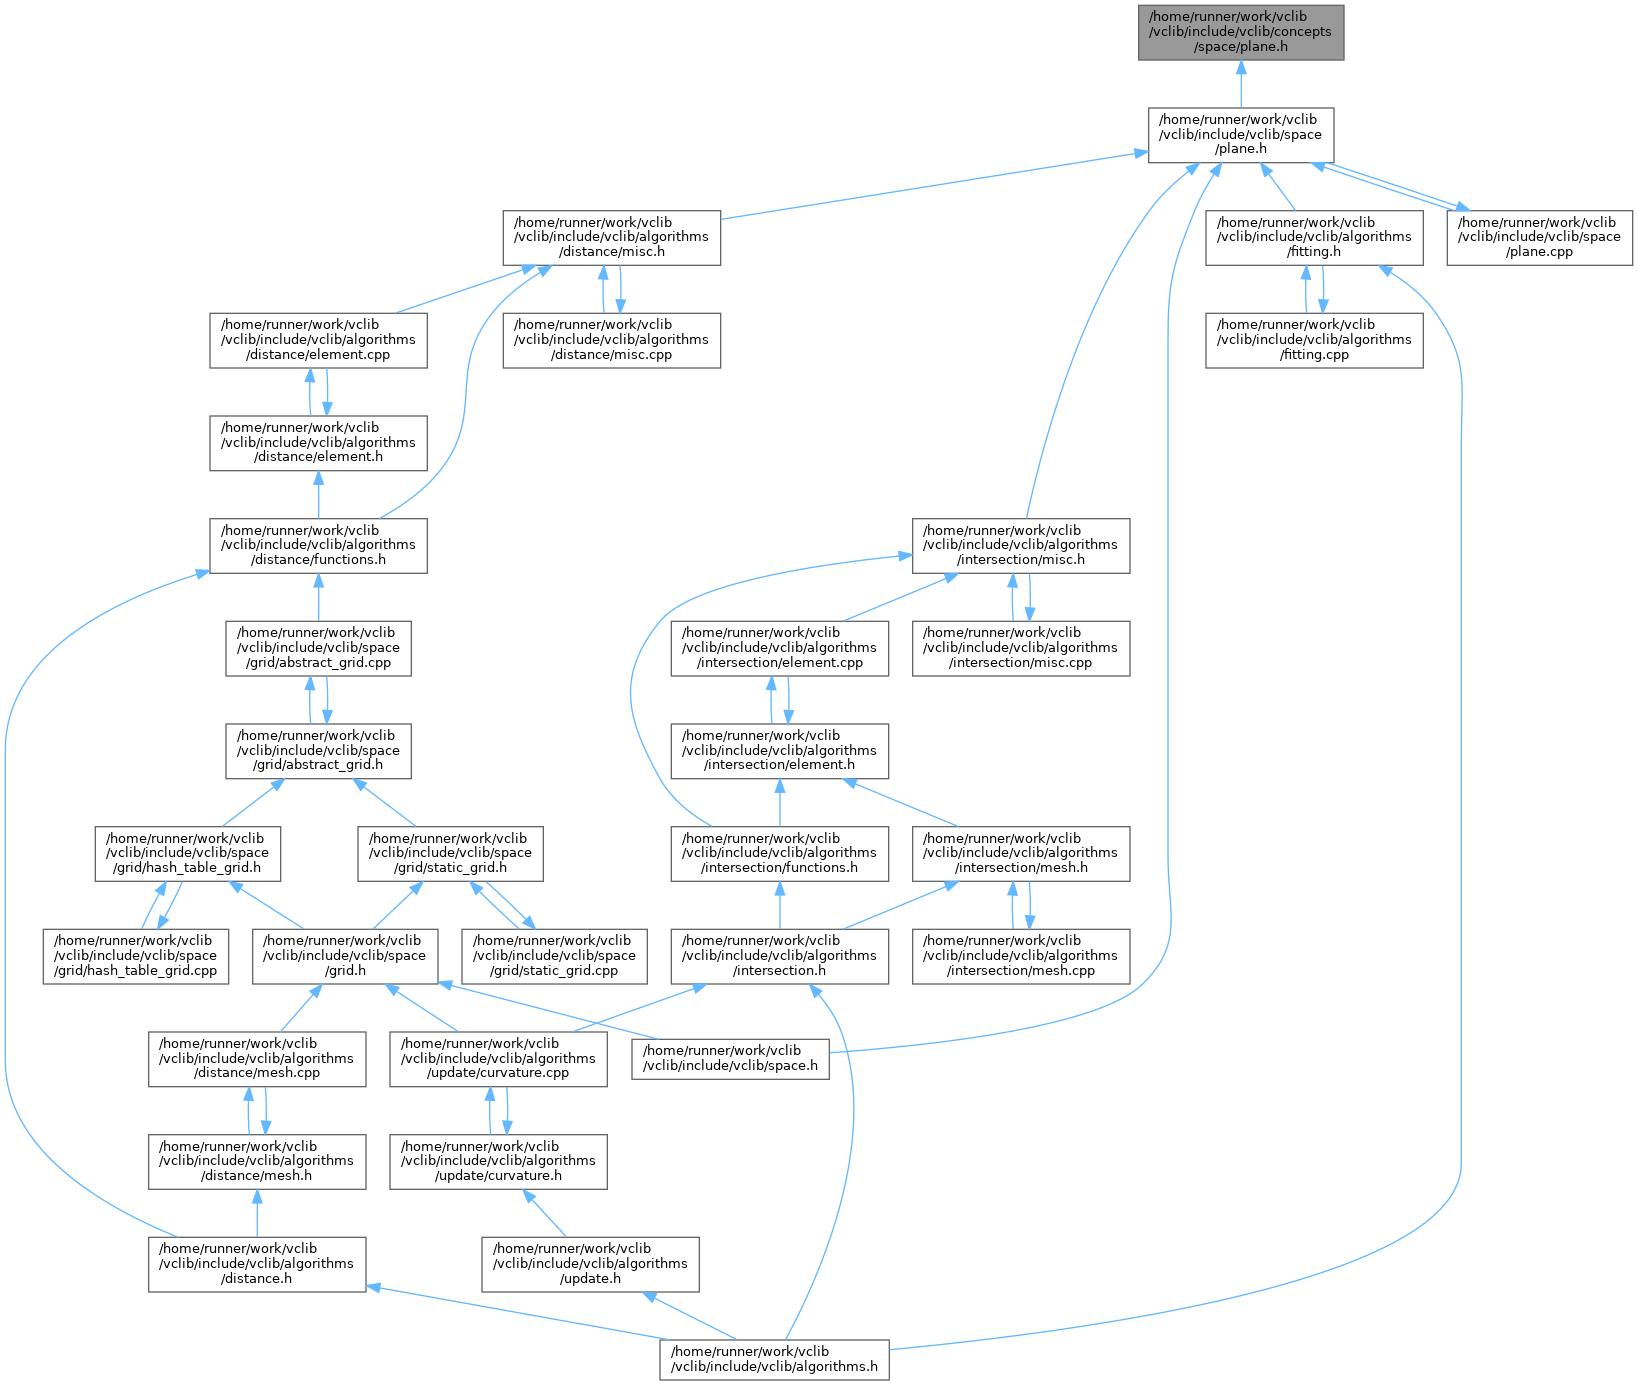 /home/runner/work/vclib
/vclib/include/vclib/concepts
/space/plane.h
/home/runner/work/vclib
/vclib/include/vclib/space
/plane.h
/home/runner/work/vclib
/vclib/include/vclib/algorithms
/distance/misc.h
/home/runner/work/vclib
/vclib/include/vclib/algorithms
/fitting.h
/home/runner/work/vclib
/vclib/include/vclib/space
/plane.cpp
/home/runner/work/vclib
/vclib/include/vclib/algorithms
/distance/element.cpp
/home/runner/work/vclib
/vclib/include/vclib/algorithms
/distance/misc.cpp
/home/runner/work/vclib
/vclib/include/vclib/algorithms
/fitting.cpp
/home/runner/work/vclib
/vclib/include/vclib/algorithms
/distance/element.h
/home/runner/work/vclib
/vclib/include/vclib/algorithms
/distance/functions.h
/home/runner/work/vclib
/vclib/include/vclib/algorithms
/intersection/misc.h
/home/runner/work/vclib
/vclib/include/vclib/space
/grid/abstract_grid.cpp
/home/runner/work/vclib
/vclib/include/vclib/algorithms
/intersection/element.cpp
/home/runner/work/vclib
/vclib/include/vclib/algorithms
/intersection/misc.cpp
/home/runner/work/vclib
/vclib/include/vclib/space
/grid/abstract_grid.h
/home/runner/work/vclib
/vclib/include/vclib/algorithms
/intersection/element.h
/home/runner/work/vclib
/vclib/include/vclib/space
/grid/hash_table_grid.h
/home/runner/work/vclib
/vclib/include/vclib/space
/grid/static_grid.h
/home/runner/work/vclib
/vclib/include/vclib/algorithms
/intersection/functions.h
/home/runner/work/vclib
/vclib/include/vclib/algorithms
/intersection/mesh.h
/home/runner/work/vclib
/vclib/include/vclib/space
/grid/hash_table_grid.cpp
/home/runner/work/vclib
/vclib/include/vclib/space
/grid.h
/home/runner/work/vclib
/vclib/include/vclib/space
/grid/static_grid.cpp
/home/runner/work/vclib
/vclib/include/vclib/algorithms
/intersection.h
/home/runner/work/vclib
/vclib/include/vclib/algorithms
/intersection/mesh.cpp
/home/runner/work/vclib
/vclib/include/vclib/algorithms
/distance/mesh.cpp
/home/runner/work/vclib
/vclib/include/vclib/algorithms
/update/curvature.cpp
/home/runner/work/vclib
/vclib/include/vclib/space.h
/home/runner/work/vclib
/vclib/include/vclib/algorithms
/distance/mesh.h
/home/runner/work/vclib
/vclib/include/vclib/algorithms
/update/curvature.h
/home/runner/work/vclib
/vclib/include/vclib/algorithms
/distance.h
/home/runner/work/vclib
/vclib/include/vclib/algorithms
/update.h
/home/runner/work/vclib
/vclib/include/vclib/algorithms.h